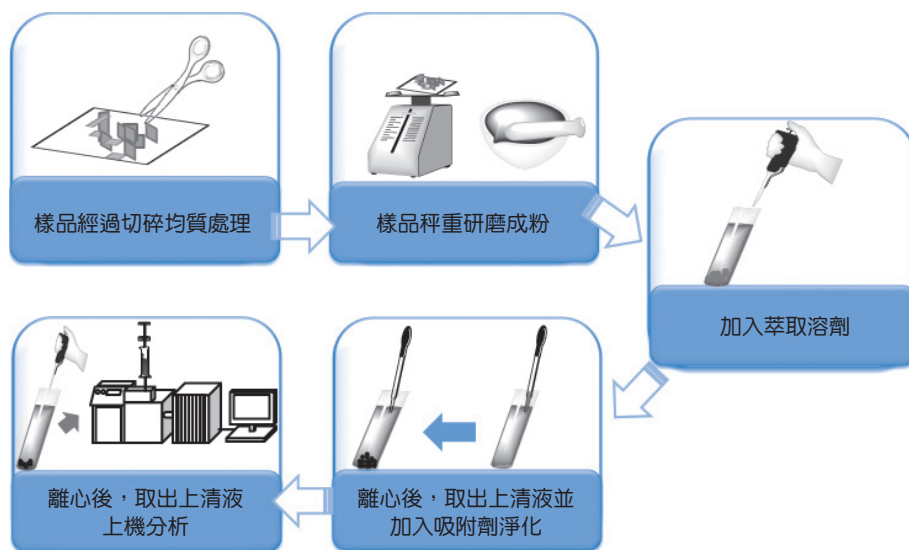 樣品經過切碎均質處理
樣品秤重研磨成粉
加入萃取溶劑
離心後，取出上清液並
加入吸附劑淨化
離心後，取出上清液
上機分析